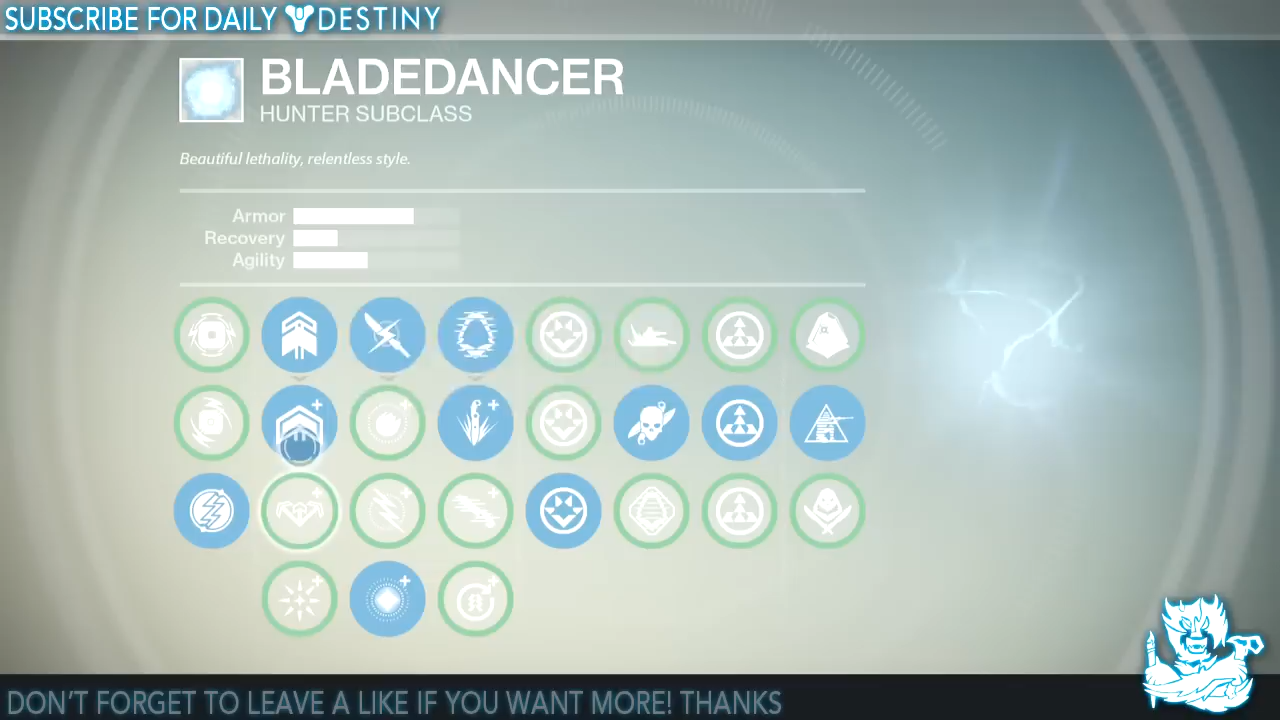 SUBSCRIBE FOR DAILY DESTINY
BLADEDANCER
HUNTER SUBCLASS
Beautiful lethality, relentless style.
Armor
Recovery
Agility
DON'T FORGET TO LEAVE A LIKE IF YOU WANT MORE! THANKS